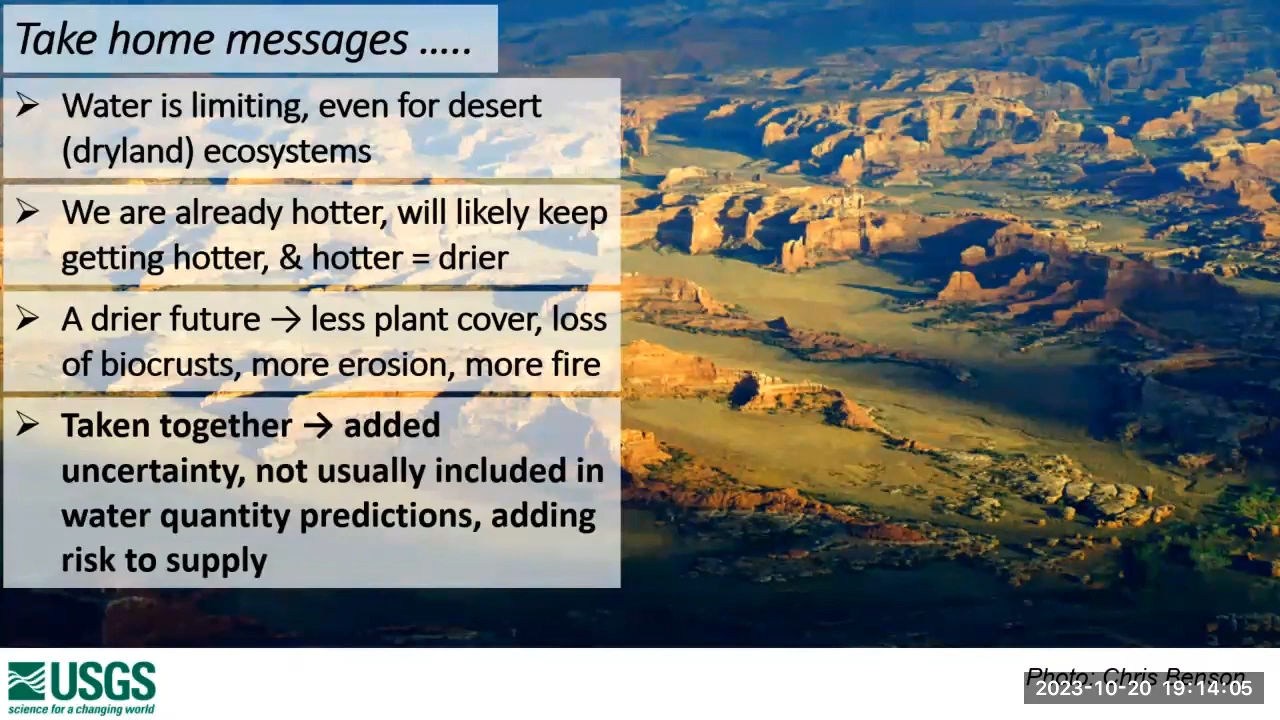 Take home messages .....
➢ Water is limiting, even for desert
(dryland) ecosystems
➢ We are already hotter, will likely keep
getting hotter, & hotter = drier
➢ A drier future → less plant cover, loss
of biocrusts, more erosion, more fire
➢ Taken together → added
uncertainty, not usually included in
water quantity predictions, adding
risk to supply
USGS
science for a changing world
Photo: Chris Benson
2023-10-20 19:14:05